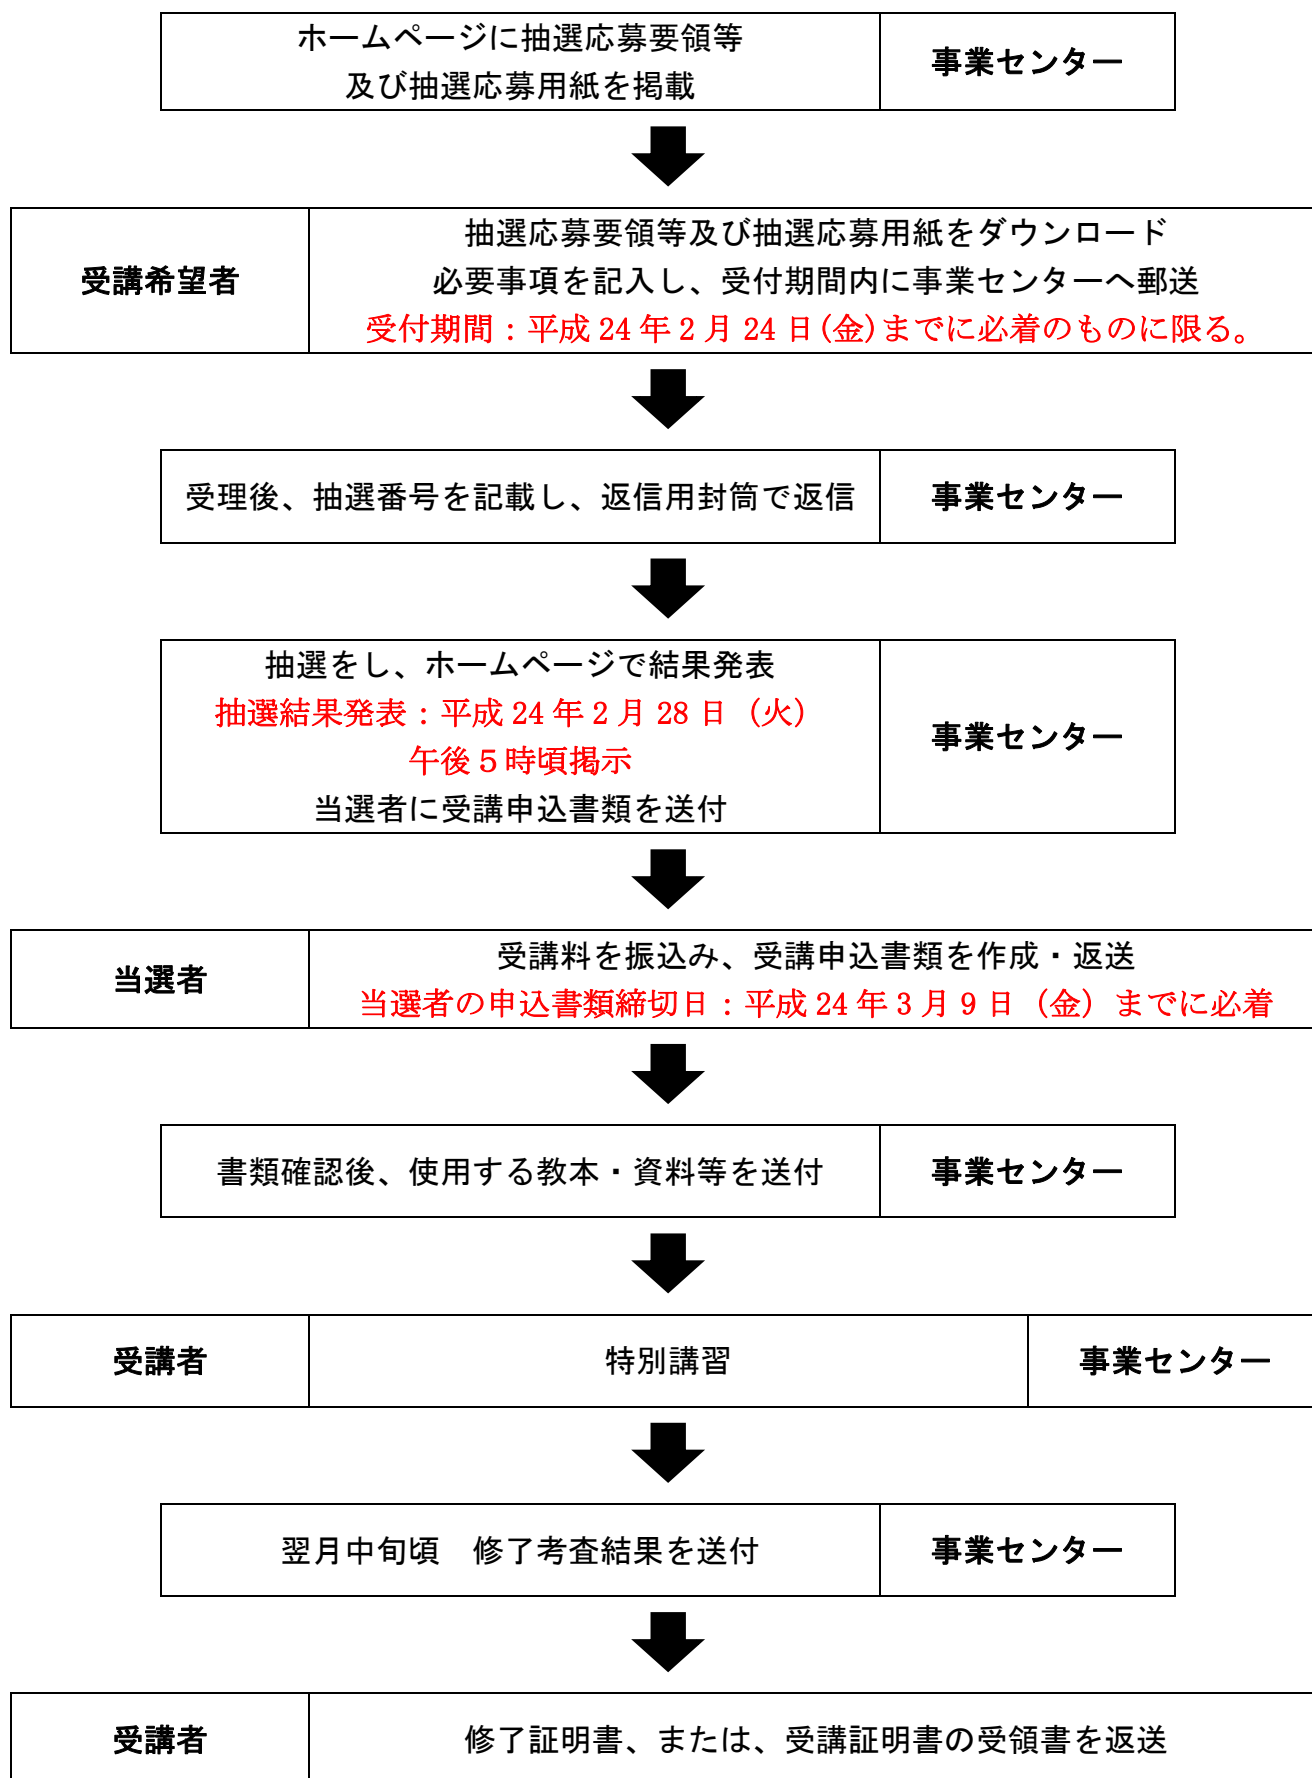 ホームページに抽選応募要領等
及び抽選応募用紙を掲載
事業センター
受講希望者
抽選応募要領等及び抽選応募用紙をダウンロード
必要事項を記入し、受付期間内に事業センターへ郵送
受付期間：平成 24 年 2 月 24 日(金)までに必着のものに限る。
受理後、抽選番号を記載し、返信用封筒で返信
事業センター
抽選をし、ホームページで結果発表
抽選結果発表：平成 24 年 2 月 28 日（火）
午後５時頃掲示
当選者に受講申込書類を送付
事業センター
当選者
受講料を振込み、受講申込書類を作成・返送
当選者の申込書類締切日：平成 24 年 3 月 9 日（金）までに必着
書類確認後、使用する教本・資料等を送付
事業センター
受講者
特別講習
事業センター
翌月中旬頃　修了考査結果を送付
事業センター
受講者
修了証明書、または、受講証明書の受領書を返送